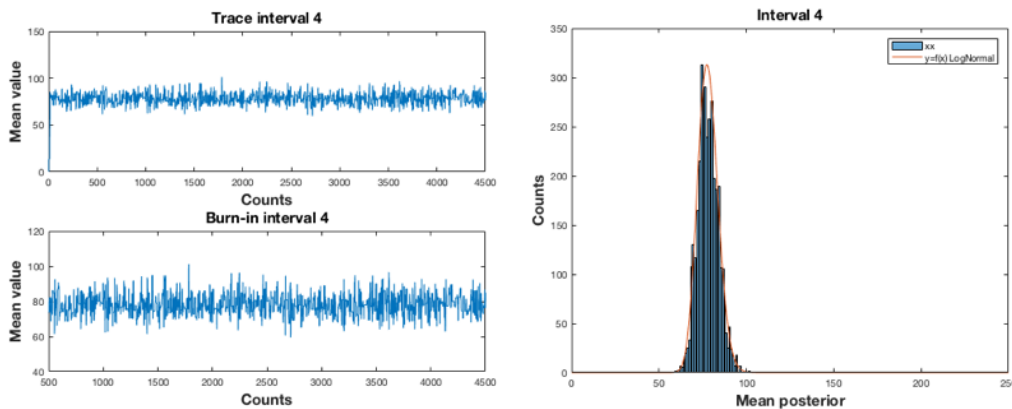 Trace interval 4
150
100
50
0
Mean value
0 500 1000 1500 2000 2500 3000 3500 4000 4500
Counts
Burn-in interval 4
120
100
80
60
40
Mean value
500 1000 1500 2000 2500 3000 3500 4000 4500
Counts
Interval 4
350
300
250
200
150
100
50
0
Counts
xx
y=f(x) LogNormal
0 50 100 150 200 250
Mean posterior